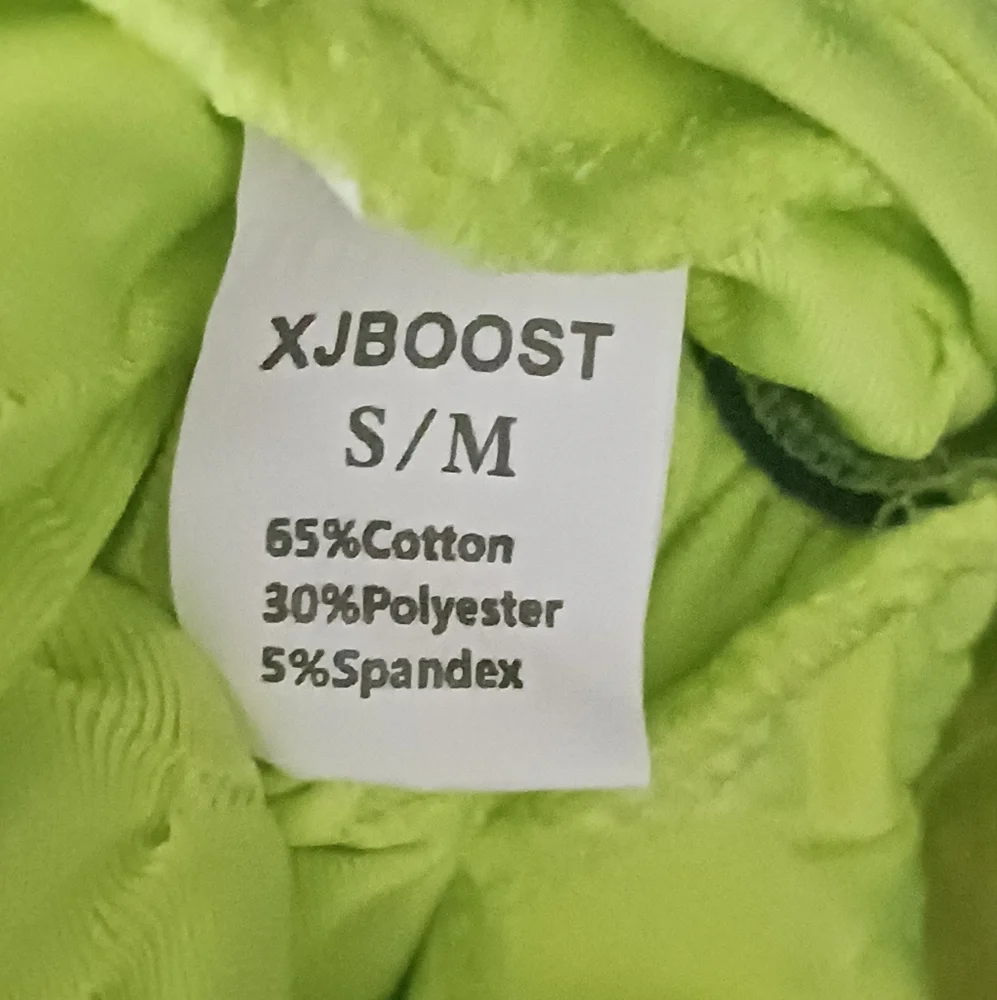 XJBOOST
S/M
65%Cotton
30%Polyester
5%Spandex